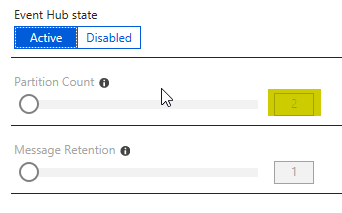 Event Hub state
Active Disabled
Partition Count
2
Message Retention
1